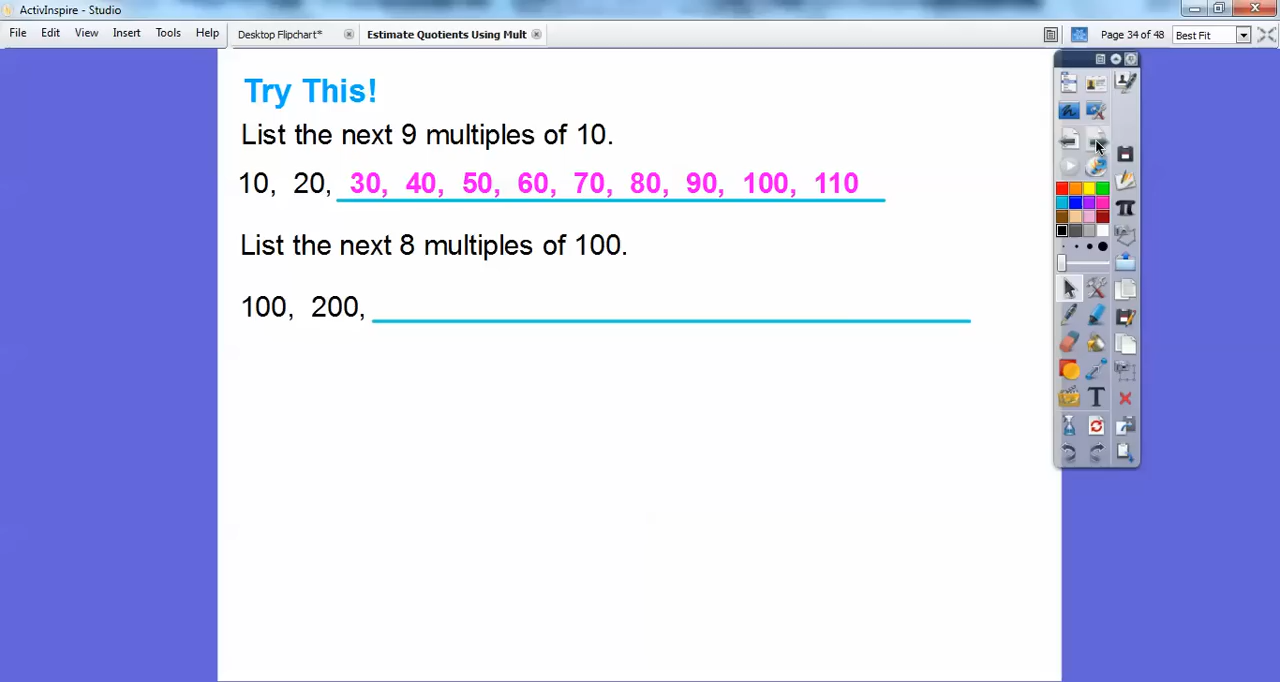 ActivInspire - Studio
File Edit View Insert Tools Help Desktop Flipchart* Estimate Quotients Using Mult Page 34 of 48 Best Fit
Try This!
List the next 9 multiples of 10.
10, 20, 30, 40, 50, 60, 70, 80, 90, 100, 110
List the next 8 multiples of 100.
100, 200,